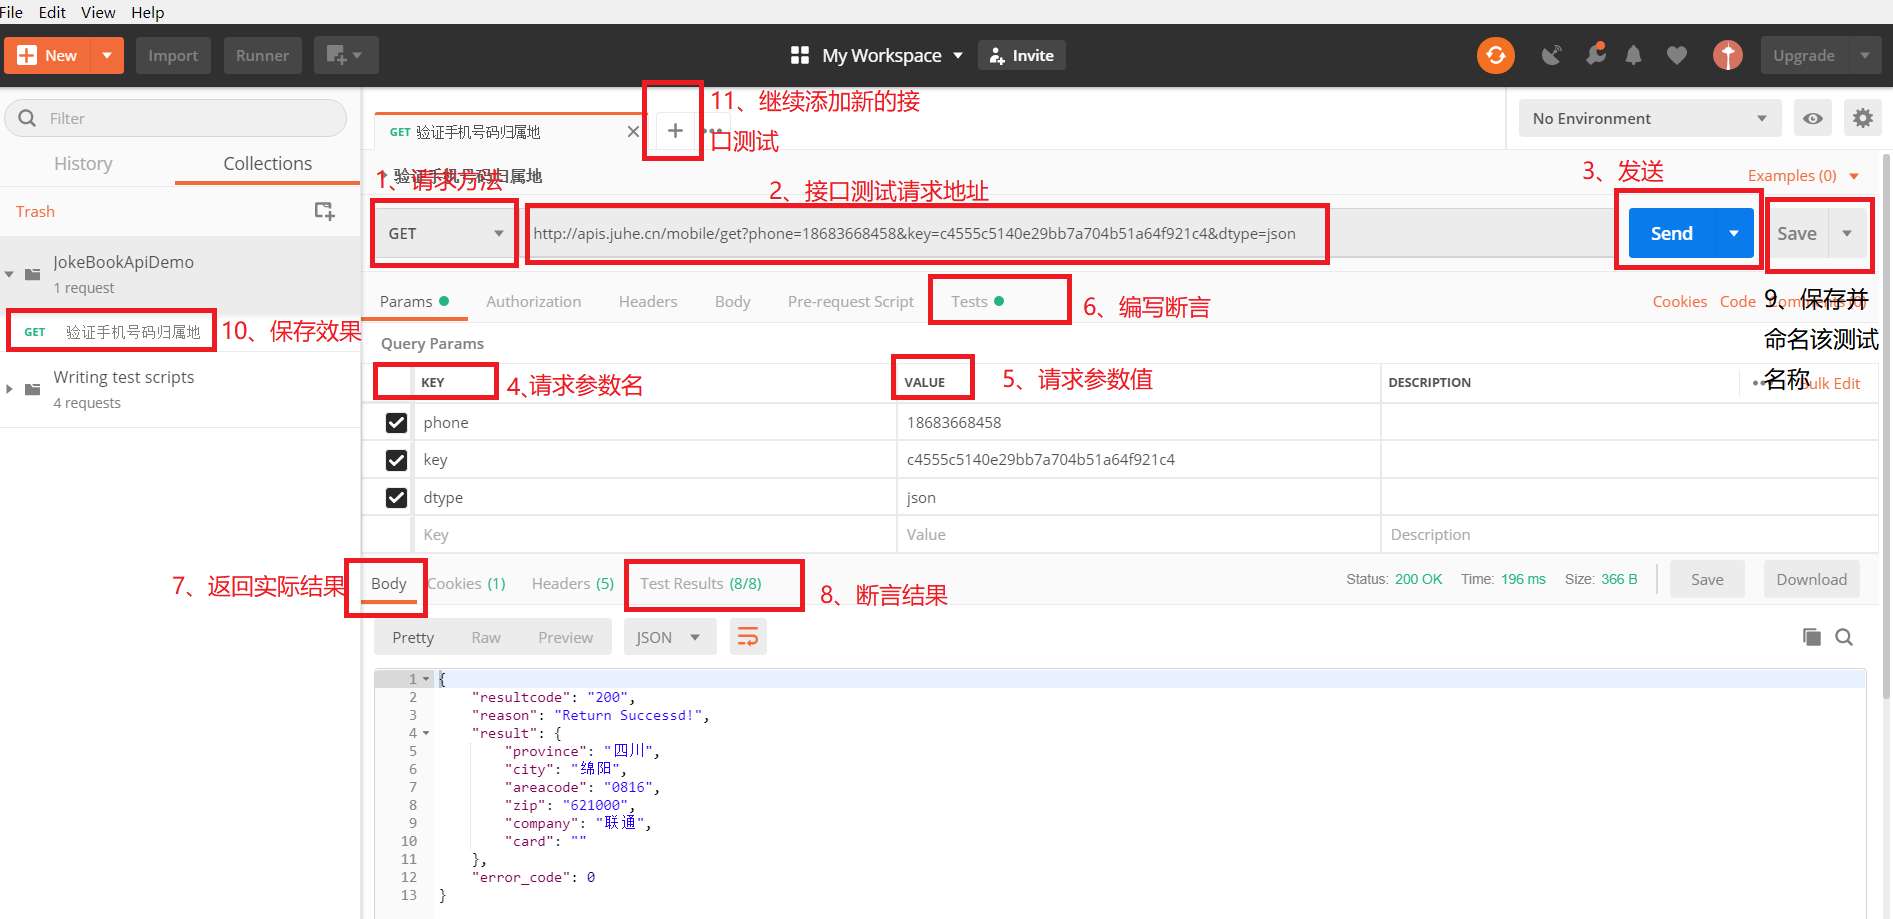 File Edit View Help
New Import Runner My Workspace Invite Upgrade
Filter
History Collections
Trash
JokeBookApiDemo
1 request
GET 验证手机号码归属地
10、保存效果
Writing test scripts
4 requests
GET 验证手机号码归属地
11、继续添加新的接
口测试
No Environment
验证手机号码归属地
1、请求方法
2、接口测试请求地址
3、发送
Examples (0)
GET http://apis.juhe.cn/mobile/get?phone=18683668458&key=c4555c5140e29bb7a704b51a64f921c4&dtype=json Send Save
Params Authorization Headers Body Pre-request Script Tests
6、编写断言
Cookies Code Comments (0)
9、保存并
命名该测试
名称
Query Params
KEY VALUE DESCRIPTION Bulk Edit
4、请求参数名
5、请求参数值
phone 18683668458
key c4555c5140e29bb7a704b51a64f921c4
dtype json
Key Value Description
7、返回实际结果
Body Cookies (1) Headers (5) Test Results (8/8)
8、断言结果
Status: 200 OK Time: 196 ms Size: 366 B Save Download
Pretty Raw Preview JSON
1 {
2 "resultcode": "200",
3 "reason": "Return Successd!",
4 "result": {
5 "province": "四川",
6 "city": "绵阳",
7 "areacode": "0816",
8 "zip": "621000",
9 "company": "联通",
10 "card": ""
11 },
12 "error_code": 0
13 }